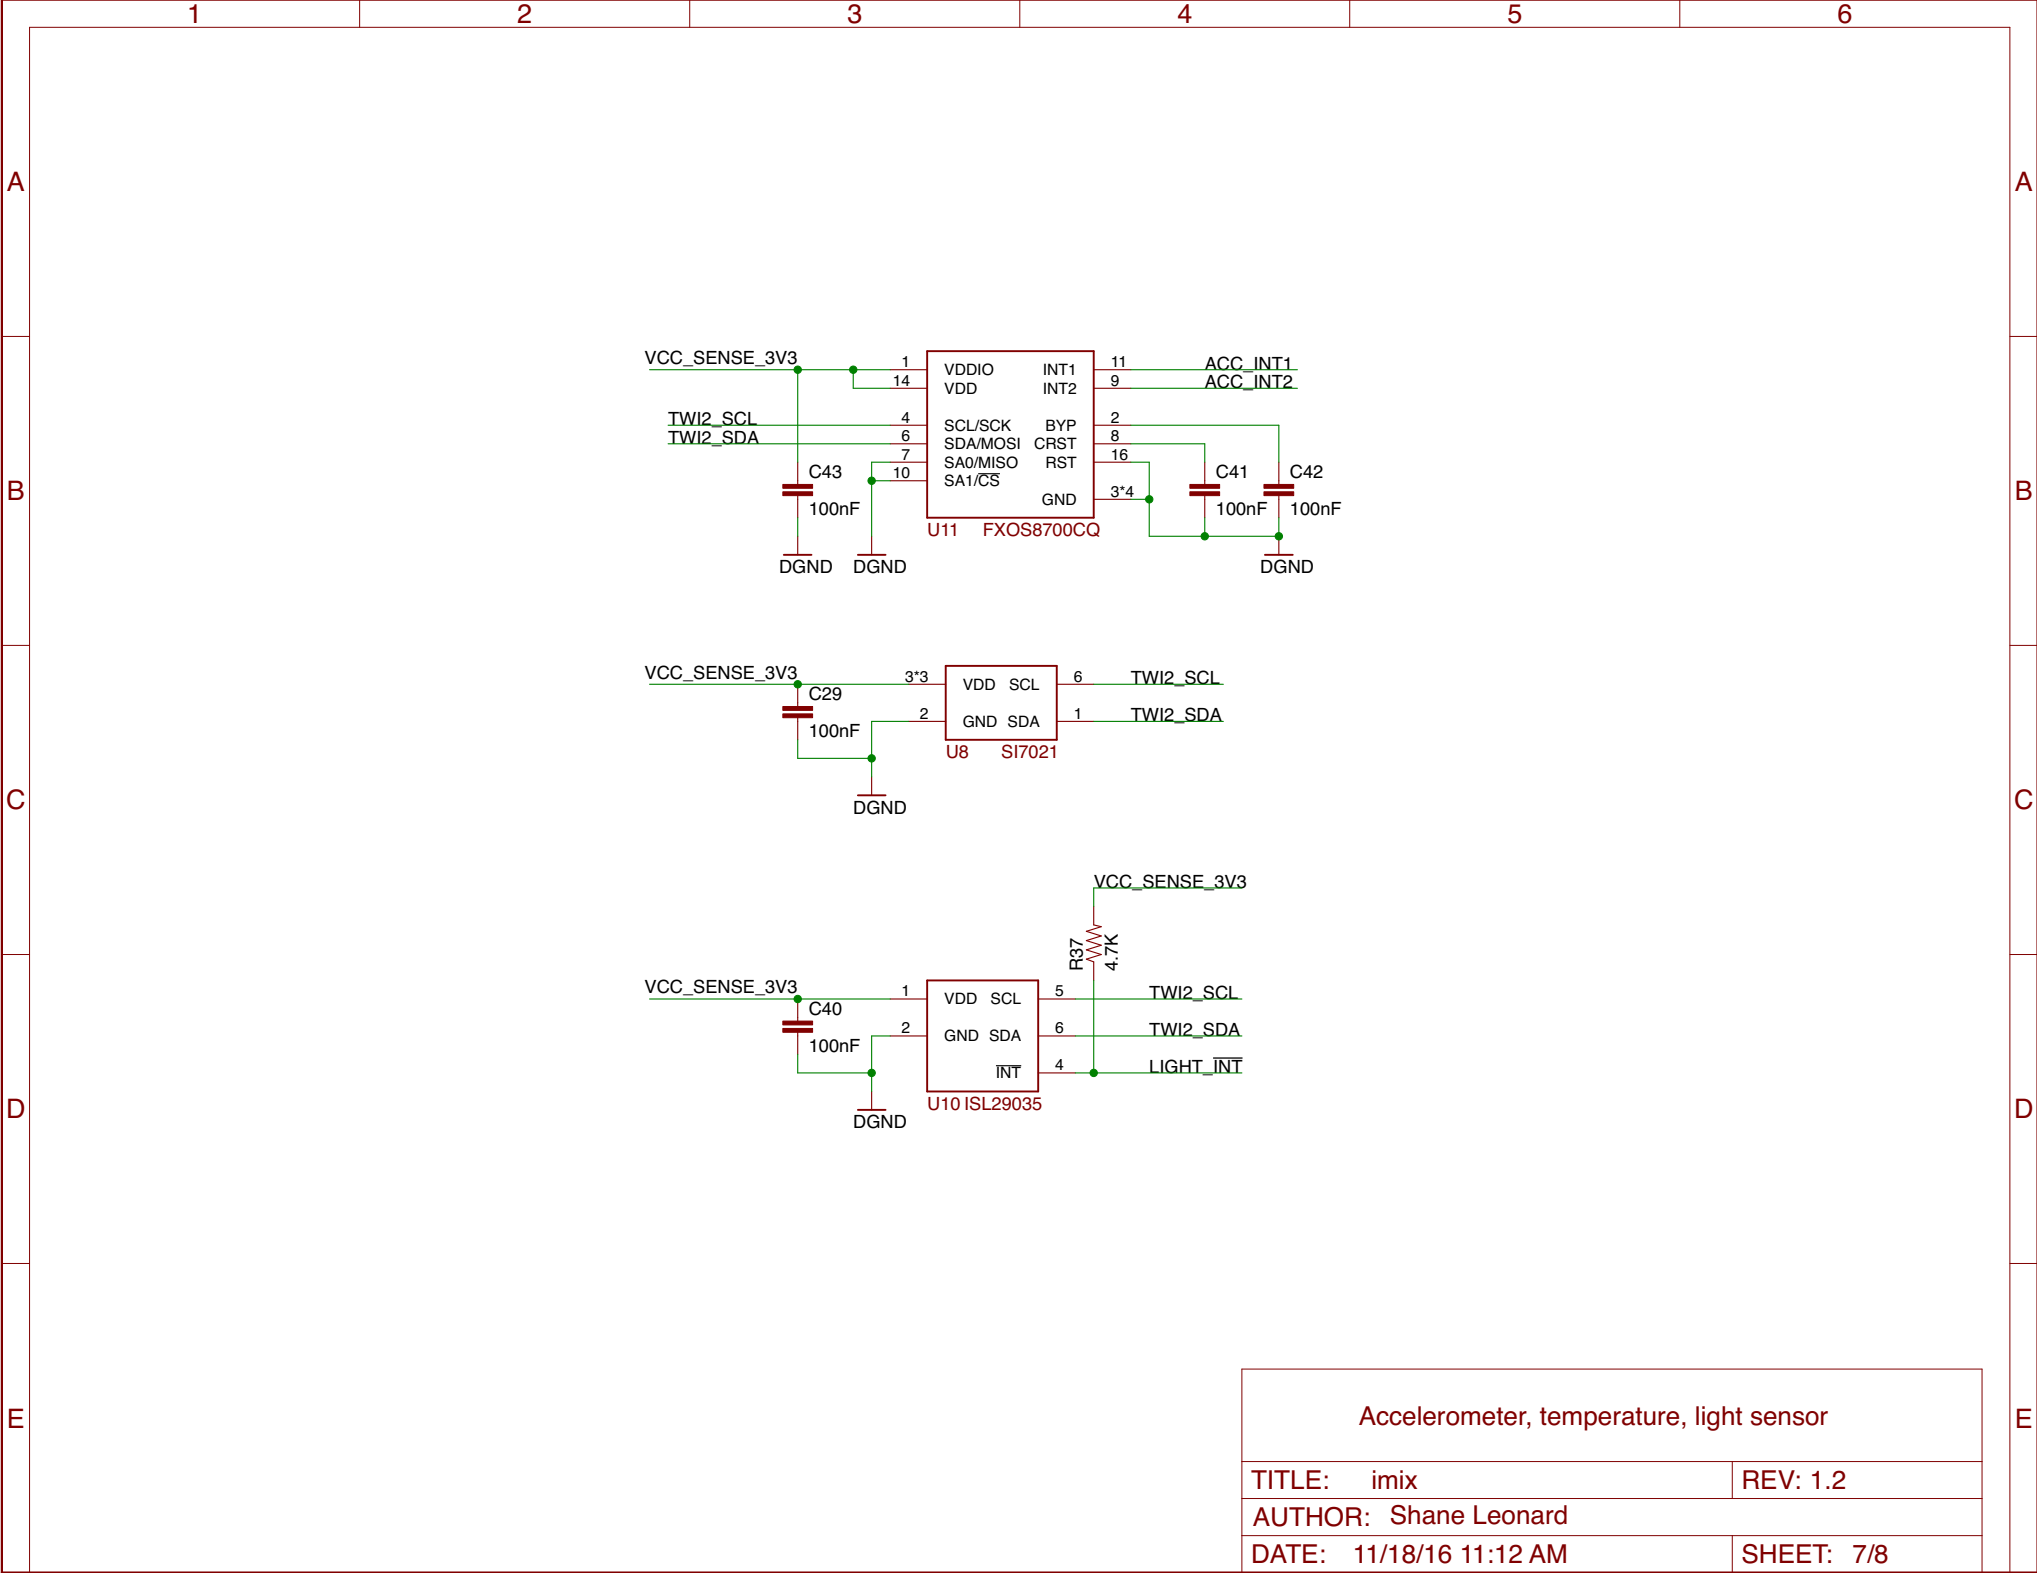 1 2 3 4 5 6
A A
VCC_SENSE_3V3 1 VDDIO INT1 11 ACC_INT1
14 VDD INT2 9 ACC_INT2
TWI2_SCL 4 SCL/SCK BYP 2
TWI2_SDA 6 SDA/MOSI CRST 8
7 SA0/MISO RST 16
10 SA1/CS
C43 C41 C42
B B
GND 3*4
100nF 100nF 100nF
U11 FXOS8700CQ
DGND DGND DGND
VCC_SENSE_3V3 3*3 VDD SCL 6 TWI2_SCL
C29
2 GND SDA 1 TWI2_SDA
100nF
U8 SI7021
C C
DGND
VCC_SENSE_3V3
R37 4.7K
VCC_SENSE_3V3 1 VDD SCL 5 TWI2_SCL
C40
2 GND SDA 6 TWI2_SDA
100nF
INT 4 LIGHT_INT
U10 ISL29035
D D
DGND
E E
Accelerometer, temperature, light sensor
TITLE: imix REV: 1.2
AUTHOR: Shane Leonard
DATE: 11/18/16 11:12 AM SHEET: 7/8